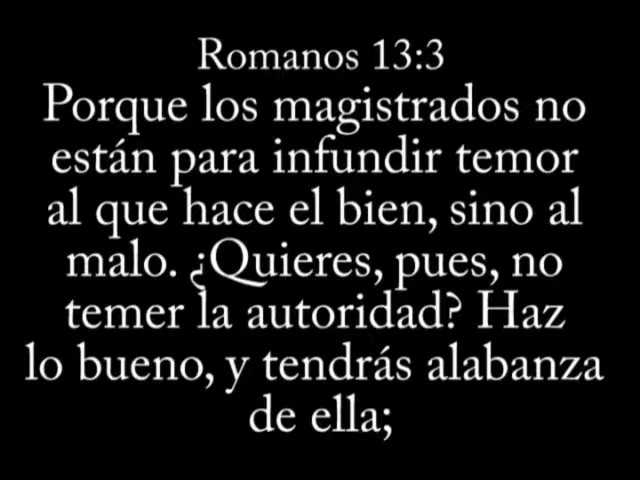 Romanos 13:3
Porque los magistrados no
están para infundir temor
al que hace el bien, sino al
malo. ¿Quieres, pues, no
temer la autoridad? Haz
lo bueno, y tendrás alabanza
de ella;